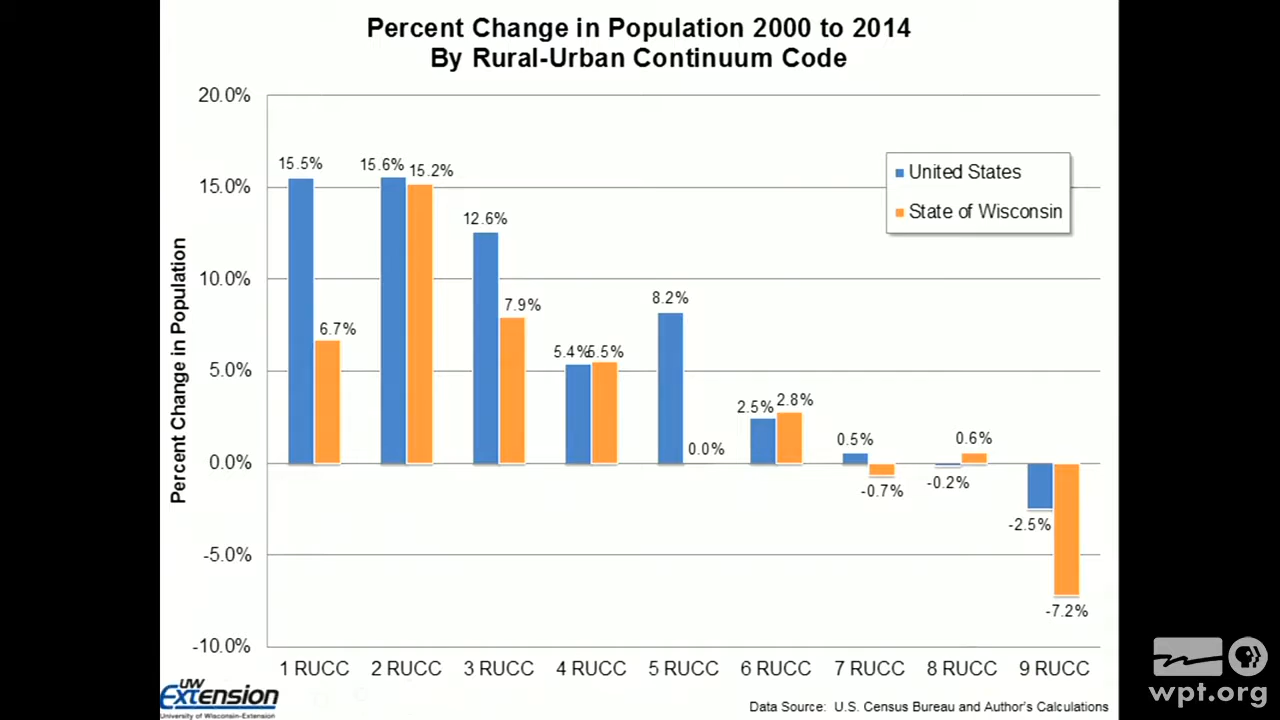 Percent Change in Population 2000 to 2014
By Rural-Urban Continuum Code
20.0%
15.0%
10.0%
5.0%
0.0%
-5.0%
-10.0%
Percent Change in Population
15.5%
6.7%
15.6%
15.2%
12.6%
7.9%
5.4%
5.5%
8.2%
0.0%
2.5%
2.8%
0.5%
-0.7%
-0.2%
0.6%
-2.5%
-7.2%
United States
State of Wisconsin
1 RUCC
2 RUCC
3 RUCC
4 RUCC
5 RUCC
6 RUCC
7 RUCC
8 RUCC
9 RUCC
UW
Extension
University of Wisconsin-Extension
Data Source: U.S. Census Bureau and Author's Calculations
wpt.org